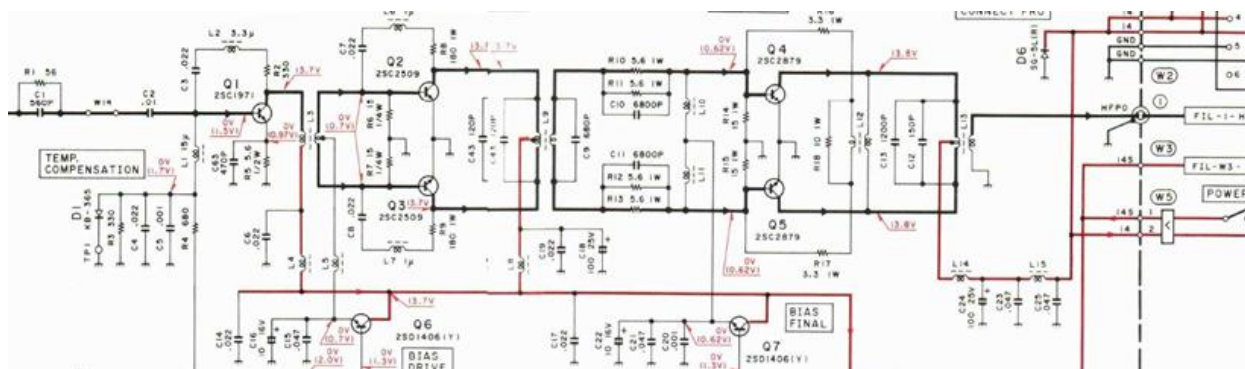 L2 3.3μ
C3 .022
R2 330
13.7V
R1 56
C1
560P
W14
C2
.01
Q1
2SC1971
0V
(1.5V)
0V
(0.97V)
L1 15μ
C63
470P
R5 5.6
1/2W
TEMP.
COMPENSATION
0V
(1.7V)
D1
KB-365
TP1
R3 330
C4 .022
C5 .001
R4 680
C6
.022
L3
L4
L5
C7
.022
Q2
2SC2509
R8
180 1W
0V
(0.7V)
R6 15
1/4W
R7 15
1/4W
Q3
2SC2509
13.7V
C8 .022
L7 1μ
R9
180 1W
C43 120P
L9
C9 680P
L8
C19
.022
C18
100 25V
R10 5.6 1W
R11 5.6 1W
C10 6800P
C11 6800P
R12 5.6 1W
R13 5.6 1W
L10
L11
0V
(0.62V)
0V
(0.62V)
Q4
2SC2879
R14
15 1W
R15
15 1W
Q5
2SC2879
3.3 1W
R17
3.3 1W
R18 10 1W
L12
13.8V
13.8V
C13 1200P
C12 150P
L13
D6
SG-5L(R)
14
14
GND
GND
4
5
6
W2
HFPO
1
FIL-1-H
W3
14S
FIL-W3-
W5
POWER
14S 1
14 2
L14
L15
C24
100 25V
C23
.047
C25
.047
C14
.022
C16
10 16V
C15
.047
0V
(0.7V)
0V
(2.0V)
13.7V
Q6
2SD1406(Y)
0V
(1.3V)
BIAS
DRIVE
C17
.022
C22
10 16V
C21
.047
C20
.001
0V
(0.62V)
0V
(1.3V)
Q7
2SD1406(Y)
BIAS
FINAL